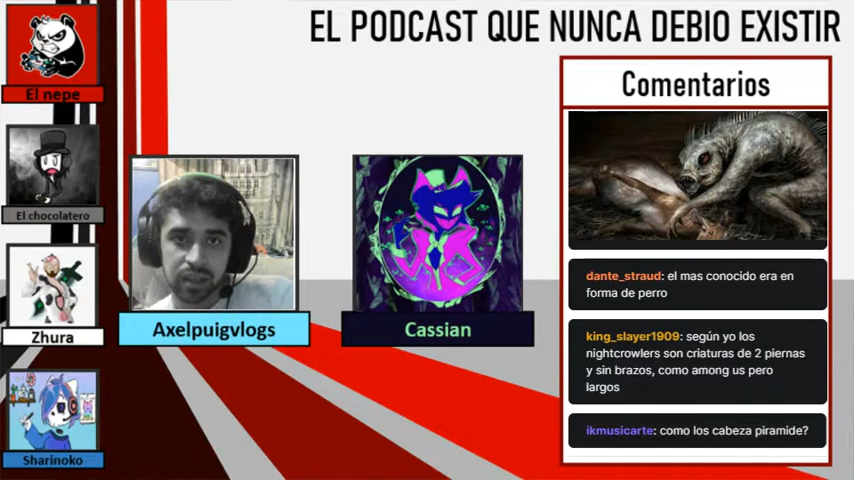 EL PODCAST QUE NUNCA DEBIO EXISTIR
El nepe
El chocolatero
Zhura
Sharinoko
Axelpuigvlogs
Cassian
Comentarios
dante_straud: el mas conocido era en
forma de perro
king_slayer1909: según yo los
nightcrowlers son criaturas de 2 piernas
y sin brazos, como among us pero
largos
ikmusicarte: como los cabeza piramide?